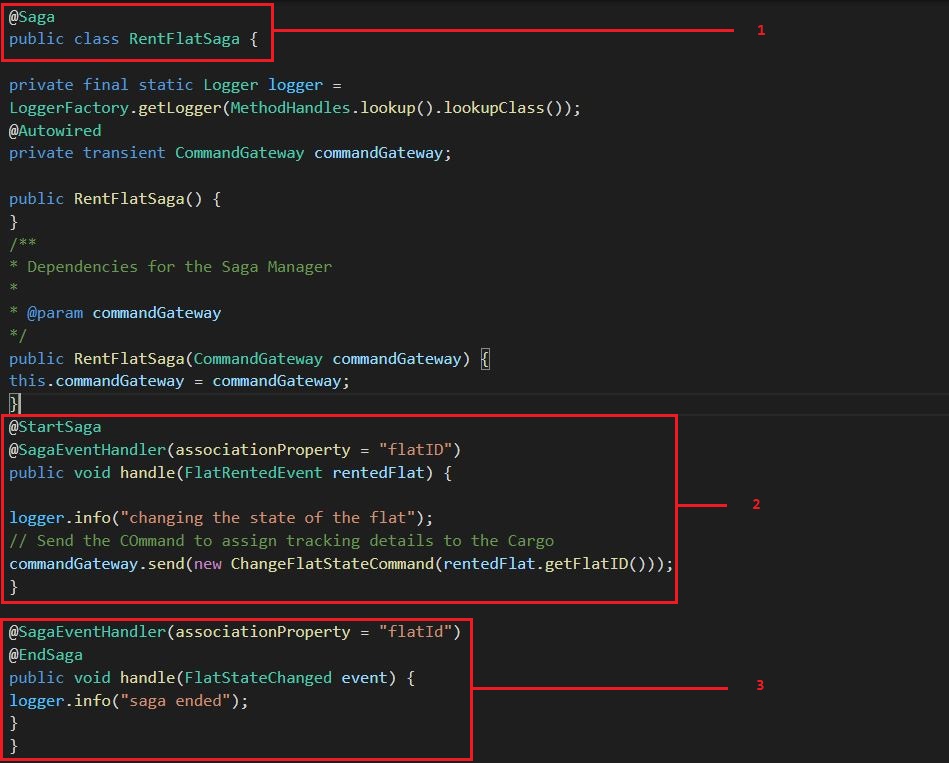 @Saga
public class RentFlatSaga {
1
private final static Logger logger =
LoggerFactory.getLogger(MethodHandles.lookup().lookupClass());
@Autowired
private transient CommandGateway commandGateway;
public RentFlatSaga() {
}
/**
* Dependencies for the Saga Manager
*
* @param commandGateway
*/
public RentFlatSaga(CommandGateway commandGateway) {
this.commandGateway = commandGateway;
}
@StartSaga
@SagaEventHandler(associationProperty = "flatID")
public void handle(FlatRentedEvent rentedFlat) {
2
logger.info("changing the state of the flat");
// Send the COmmand to assign tracking details to the Cargo
commandGateway.send(new ChangeFlatStateCommand(rentedFlat.getFlatID()));
}
@SagaEventHandler(associationProperty = "flatId")
@EndSaga
public void handle(FlatStateChanged event) {
3
logger.info("saga ended");
}
}